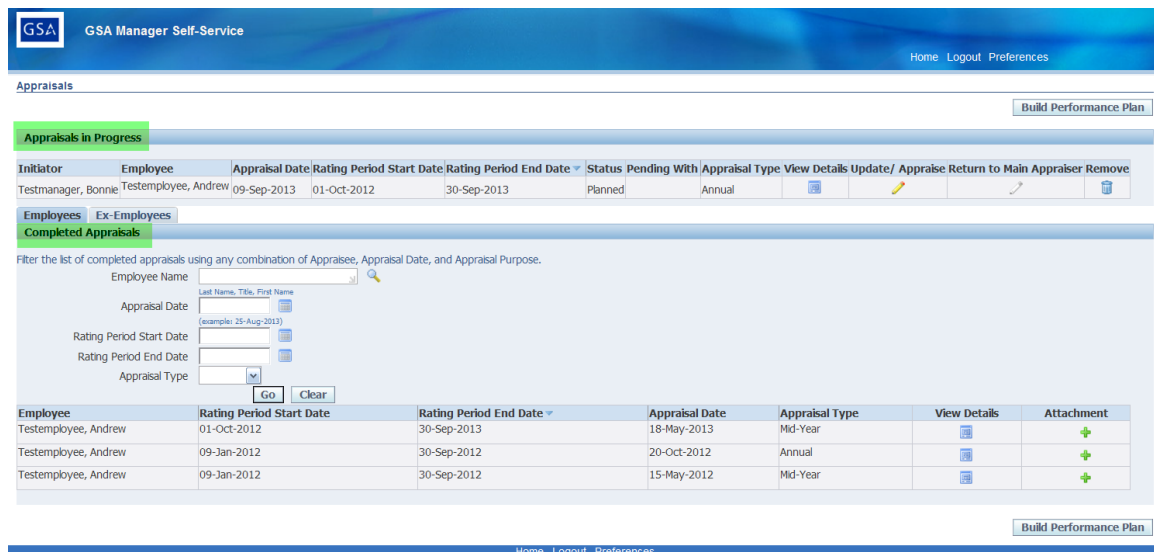 GSA GSA Manager Self-Service
Home Logout Preferences
Appraisals
Build Performance Plan
Appraisals in Progress
Initiator Employee Appraisal Date Rating Period Start Date Rating Period End Date Status Pending With Appraisal Type View Details Update/ Appraise Return to Main Appraiser Remove
Testmanager, Bonnie Testemployee, Andrew 09-Sep-2013 01-Oct-2012 30-Sep-2013 Planned Annual
Employees Ex-Employees
Completed Appraisals
Filter the list of completed appraisals using any combination of Appraisee, Appraisal Date, and Appraisal Purpose.
Employee Name
Last Name, Title, First Name
Appraisal Date
(example: 25-Aug-2013)
Rating Period Start Date
Rating Period End Date
Appraisal Type
Go Clear
Employee Rating Period Start Date Rating Period End Date Appraisal Date Appraisal Type View Details Attachment
Testemployee, Andrew 01-Oct-2012 30-Sep-2013 18-May-2013 Mid-Year
Testemployee, Andrew 09-Jan-2012 30-Sep-2012 20-Oct-2012 Annual
Testemployee, Andrew 09-Jan-2012 30-Sep-2012 15-May-2012 Mid-Year
Build Performance Plan
Home Logout Preferences